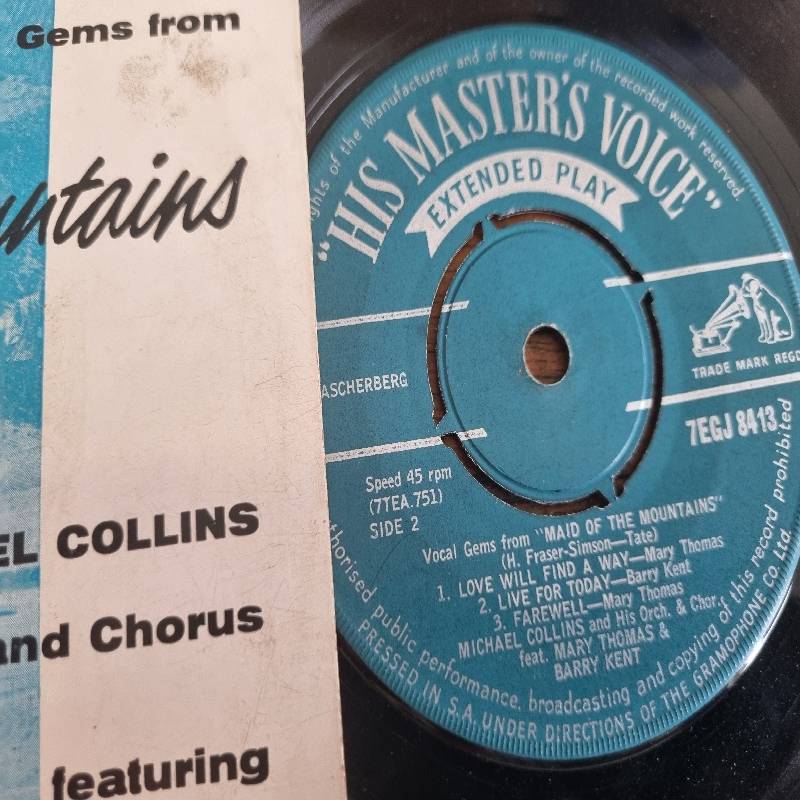 Gems from
ntains
EL COLLINS
and Chorus
featuring
ights of the Manufacturer and of the owner of the recorded work reserved.
"HIS MASTER'S VOICE"
EXTENDED PLAY
TRADE MARK REGD
ASCHERBERG
7EGJ 8413
Speed 45 rpm
(7TEA.751)
SIDE 2
Vocal Gems from "MAID OF THE MOUNTAINS"
(H. Fraser-Simson—Tate)
1. LOVE WILL FIND A WAY—Mary Thomas
2. LIVE FOR TODAY—Barry Kent
3. FAREWELL—Mary Thomas
MICHAEL COLLINS and His Orch. & Chor.
feat. MARY THOMAS &
BARRY KENT
thorised public performance, broadcasting and copying of this record prohibited
PRESSED IN S.A. UNDER DIRECTIONS OF THE GRAMOPHONE CO. Ltd.